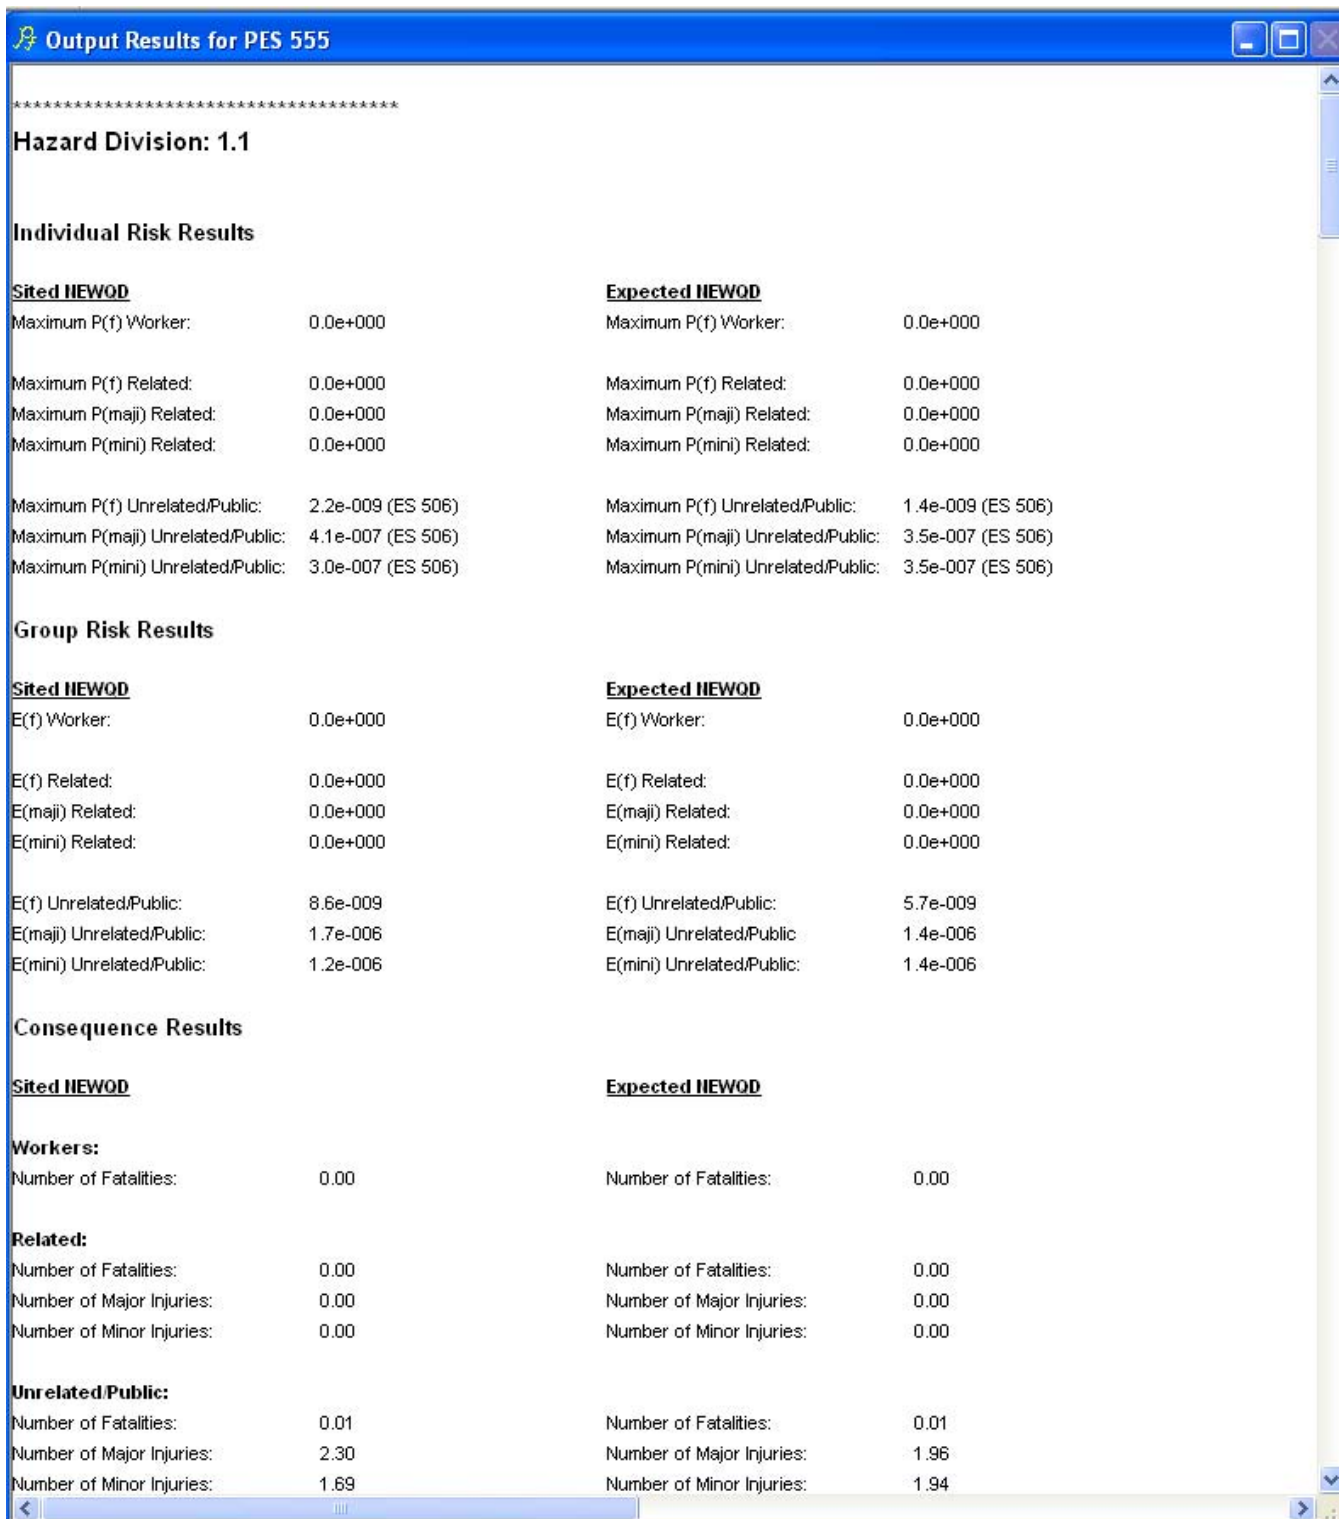 Output Results for PES 555
**************************************
Hazard Division: 1.1
Individual Risk Results
Sited NEWQD Expected NEWQD
Maximum P(f) Worker: 0.0e+000 Maximum P(f) Worker: 0.0e+000
Maximum P(f) Related: 0.0e+000 Maximum P(f) Related: 0.0e+000
Maximum P(maji) Related: 0.0e+000 Maximum P(maji) Related: 0.0e+000
Maximum P(mini) Related: 0.0e+000 Maximum P(mini) Related: 0.0e+000
Maximum P(f) Unrelated/Public: 2.2e-009 (ES 506) Maximum P(f) Unrelated/Public: 1.4e-009 (ES 506)
Maximum P(maji) Unrelated/Public: 4.1e-007 (ES 506) Maximum P(maji) Unrelated/Public: 3.5e-007 (ES 506)
Maximum P(mini) Unrelated/Public: 3.0e-007 (ES 506) Maximum P(mini) Unrelated/Public: 3.5e-007 (ES 506)
Group Risk Results
Sited NEWQD Expected NEWQD
E(f) Worker: 0.0e+000 E(f) Worker: 0.0e+000
E(f) Related: 0.0e+000 E(f) Related: 0.0e+000
E(maji) Related: 0.0e+000 E(maji) Related: 0.0e+000
E(mini) Related: 0.0e+000 E(mini) Related: 0.0e+000
E(f) Unrelated/Public: 8.6e-009 E(f) Unrelated/Public: 5.7e-009
E(maji) Unrelated/Public: 1.7e-006 E(maji) Unrelated/Public 1.4e-006
E(mini) Unrelated/Public: 1.2e-006 E(mini) Unrelated/Public: 1.4e-006
Consequence Results
Sited NEWQD Expected NEWQD
Workers:
Number of Fatalities: 0.00 Number of Fatalities: 0.00
Related:
Number of Fatalities: 0.00 Number of Fatalities: 0.00
Number of Major Injuries: 0.00 Number of Major Injuries: 0.00
Number of Minor Injuries: 0.00 Number of Minor Injuries: 0.00
Unrelated/Public:
Number of Fatalities: 0.01 Number of Fatalities: 0.01
Number of Major Injuries: 2.30 Number of Major Injuries: 1.96
Number of Minor Injuries: 1.69 Number of Minor Injuries: 1.94